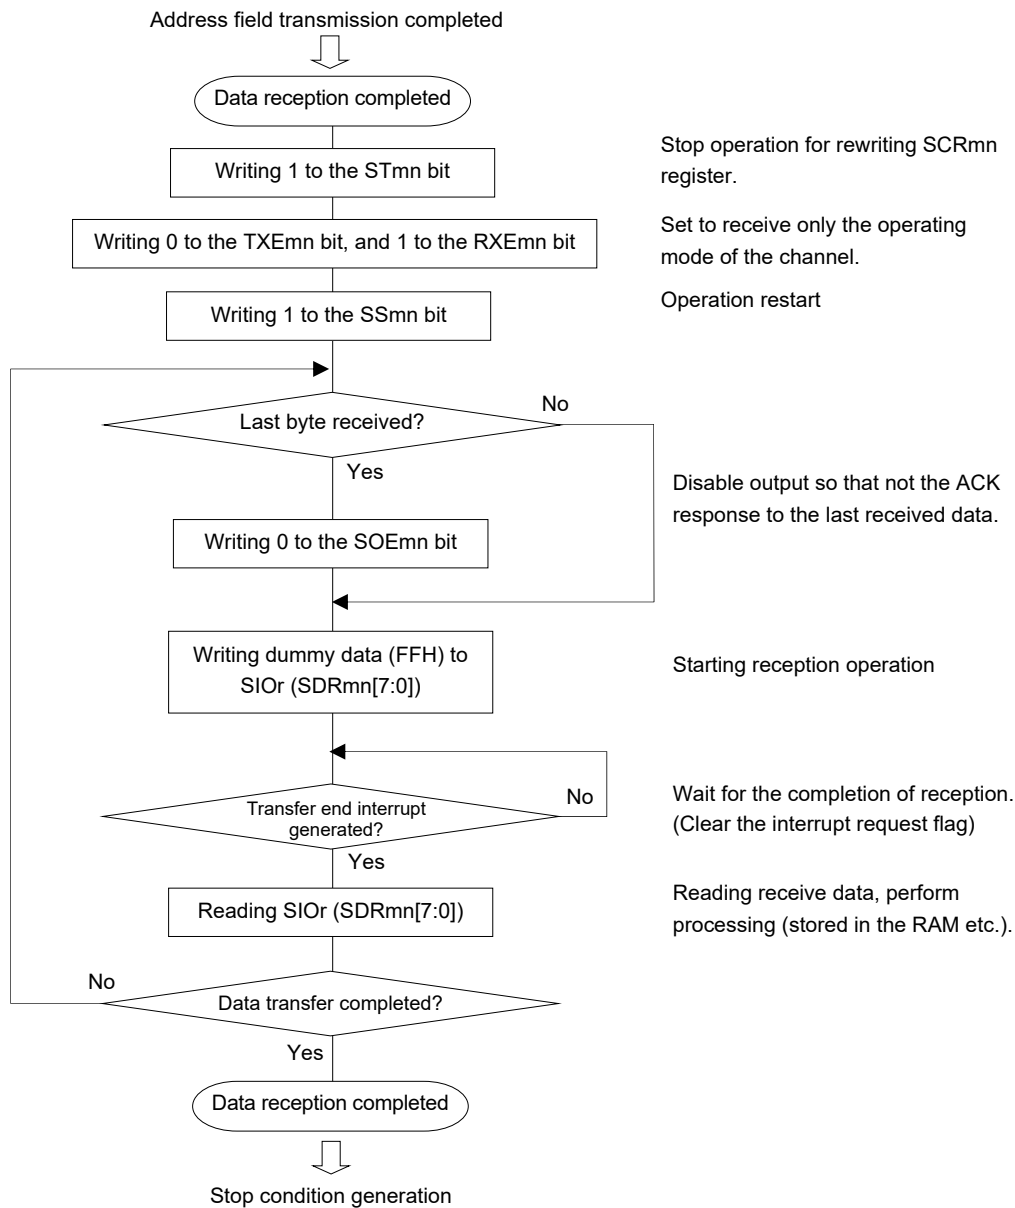 Address field transmission completed
Data reception completed
Writing 1 to the STmn bit
Stop operation for rewriting SCRmn
register.
Writing 0 to the TXEmn bit, and 1 to the RXEmn bit
Set to receive only the operating
mode of the channel.
Writing 1 to the SSmn bit
Operation restart
Last byte received?
No
Yes
Disable output so that not the ACK
response to the last received data.
Writing 0 to the SOEmn bit
Writing dummy data (FFH) to
SIOr (SDRmn[7:0])
Starting reception operation
Transfer end interrupt
generated?
No
Wait for the completion of reception.
(Clear the interrupt request flag)
Yes
Reading SIOr (SDRmn[7:0])
Reading receive data, perform
processing (stored in the RAM etc.).
No
Data transfer completed?
Yes
Data reception completed
Stop condition generation